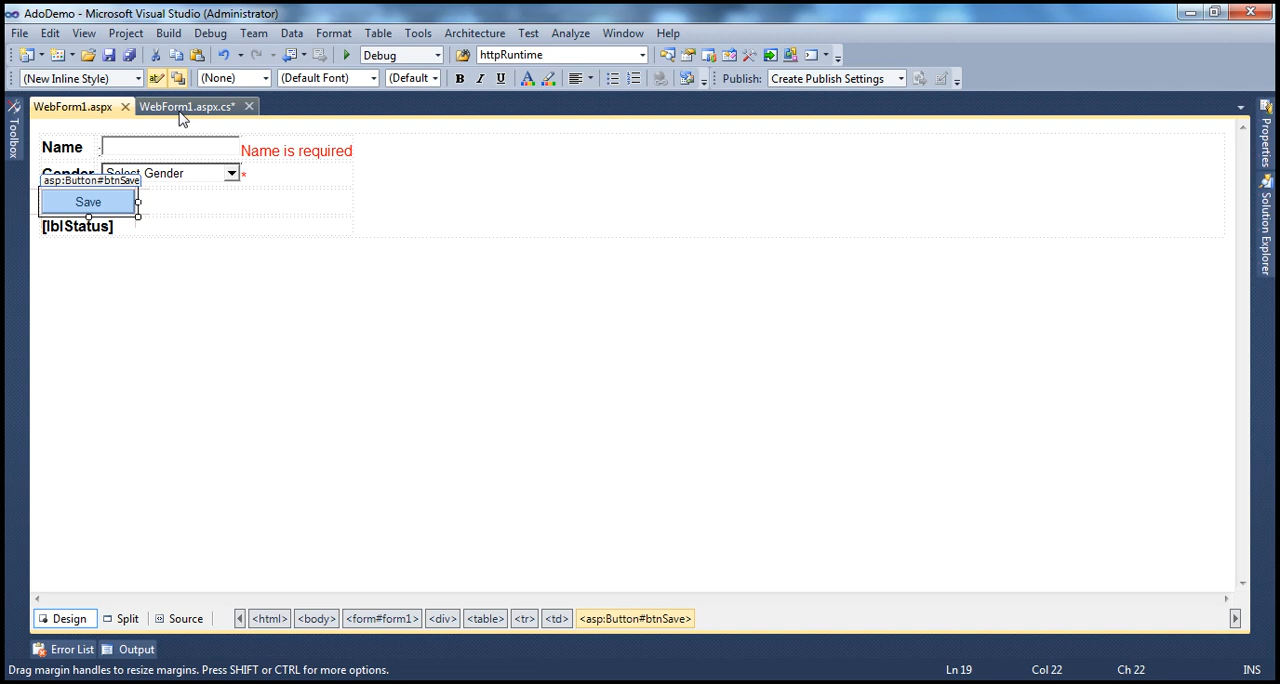 AdoDemo - Microsoft Visual Studio (Administrator)
File Edit View Project Build Debug Team Data Format Table Tools Architecture Test Analyze Window Help
Debug httpRuntime
(New Inline Style) (None) (Default Font) (Default B I U A Publish: Create Publish Settings
WebForm1.aspx WebForm1.aspx.cs*
Toolbox
Properties
Solution Explorer
Name Name is required
Gender Select Gender *
asp:Button#btnSave
Save
[lblStatus]
Design Split Source <html> <body> <form#form1> <div> <table> <tr> <td> <asp:Button#btnSave>
Error List Output
Drag margin handles to resize margins. Press SHIFT or CTRL for more options. Ln 19 Col 22 Ch 22 INS